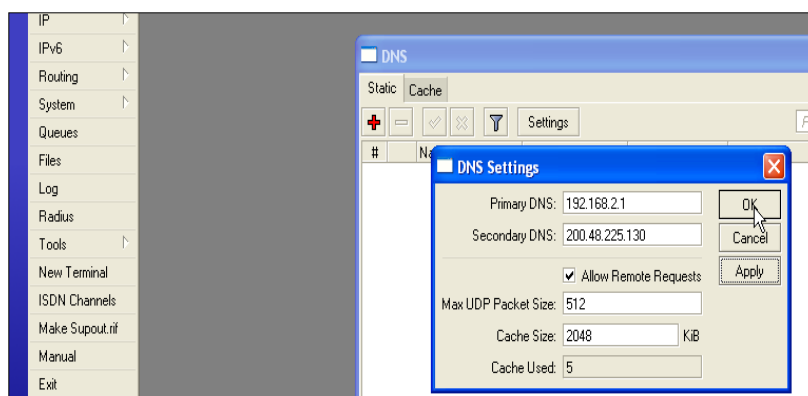 IP
IPv6
Routing
System
Queues
Files
Log
Radius
Tools
New Terminal
ISDN Channels
Make Supout.rif
Manual
Exit
DNS
Static Cache
Settings
#
DNS Settings
Primary DNS: 192.168.2.1 OK
Secondary DNS: 200.48.225.130 Cancel
Allow Remote Requests Apply
Max UDP Packet Size: 512
Cache Size: 2048 KiB
Cache Used: 5